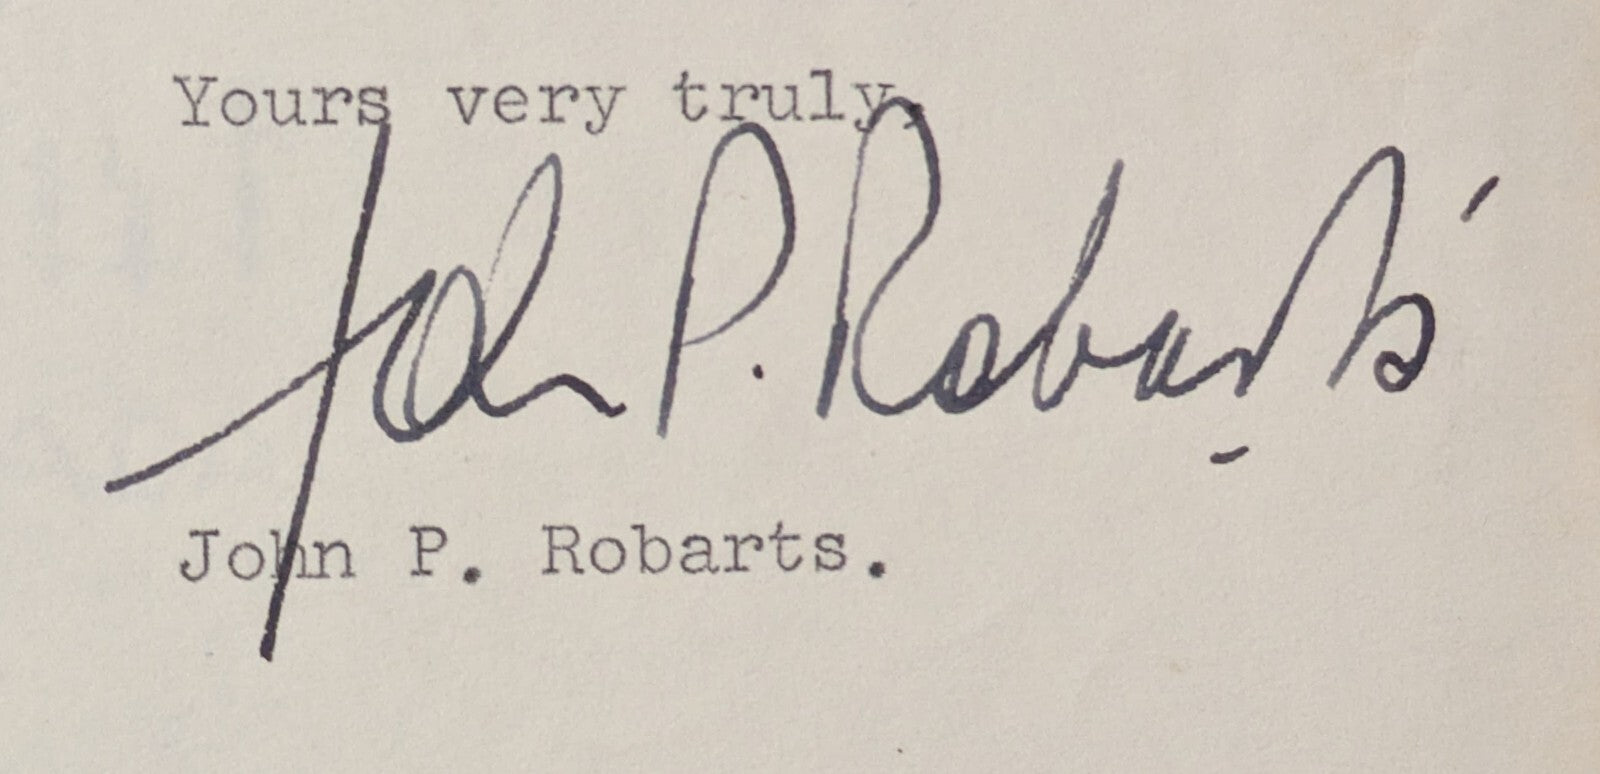 Yours very truly,
John P. Robarts
John P. Robarts.